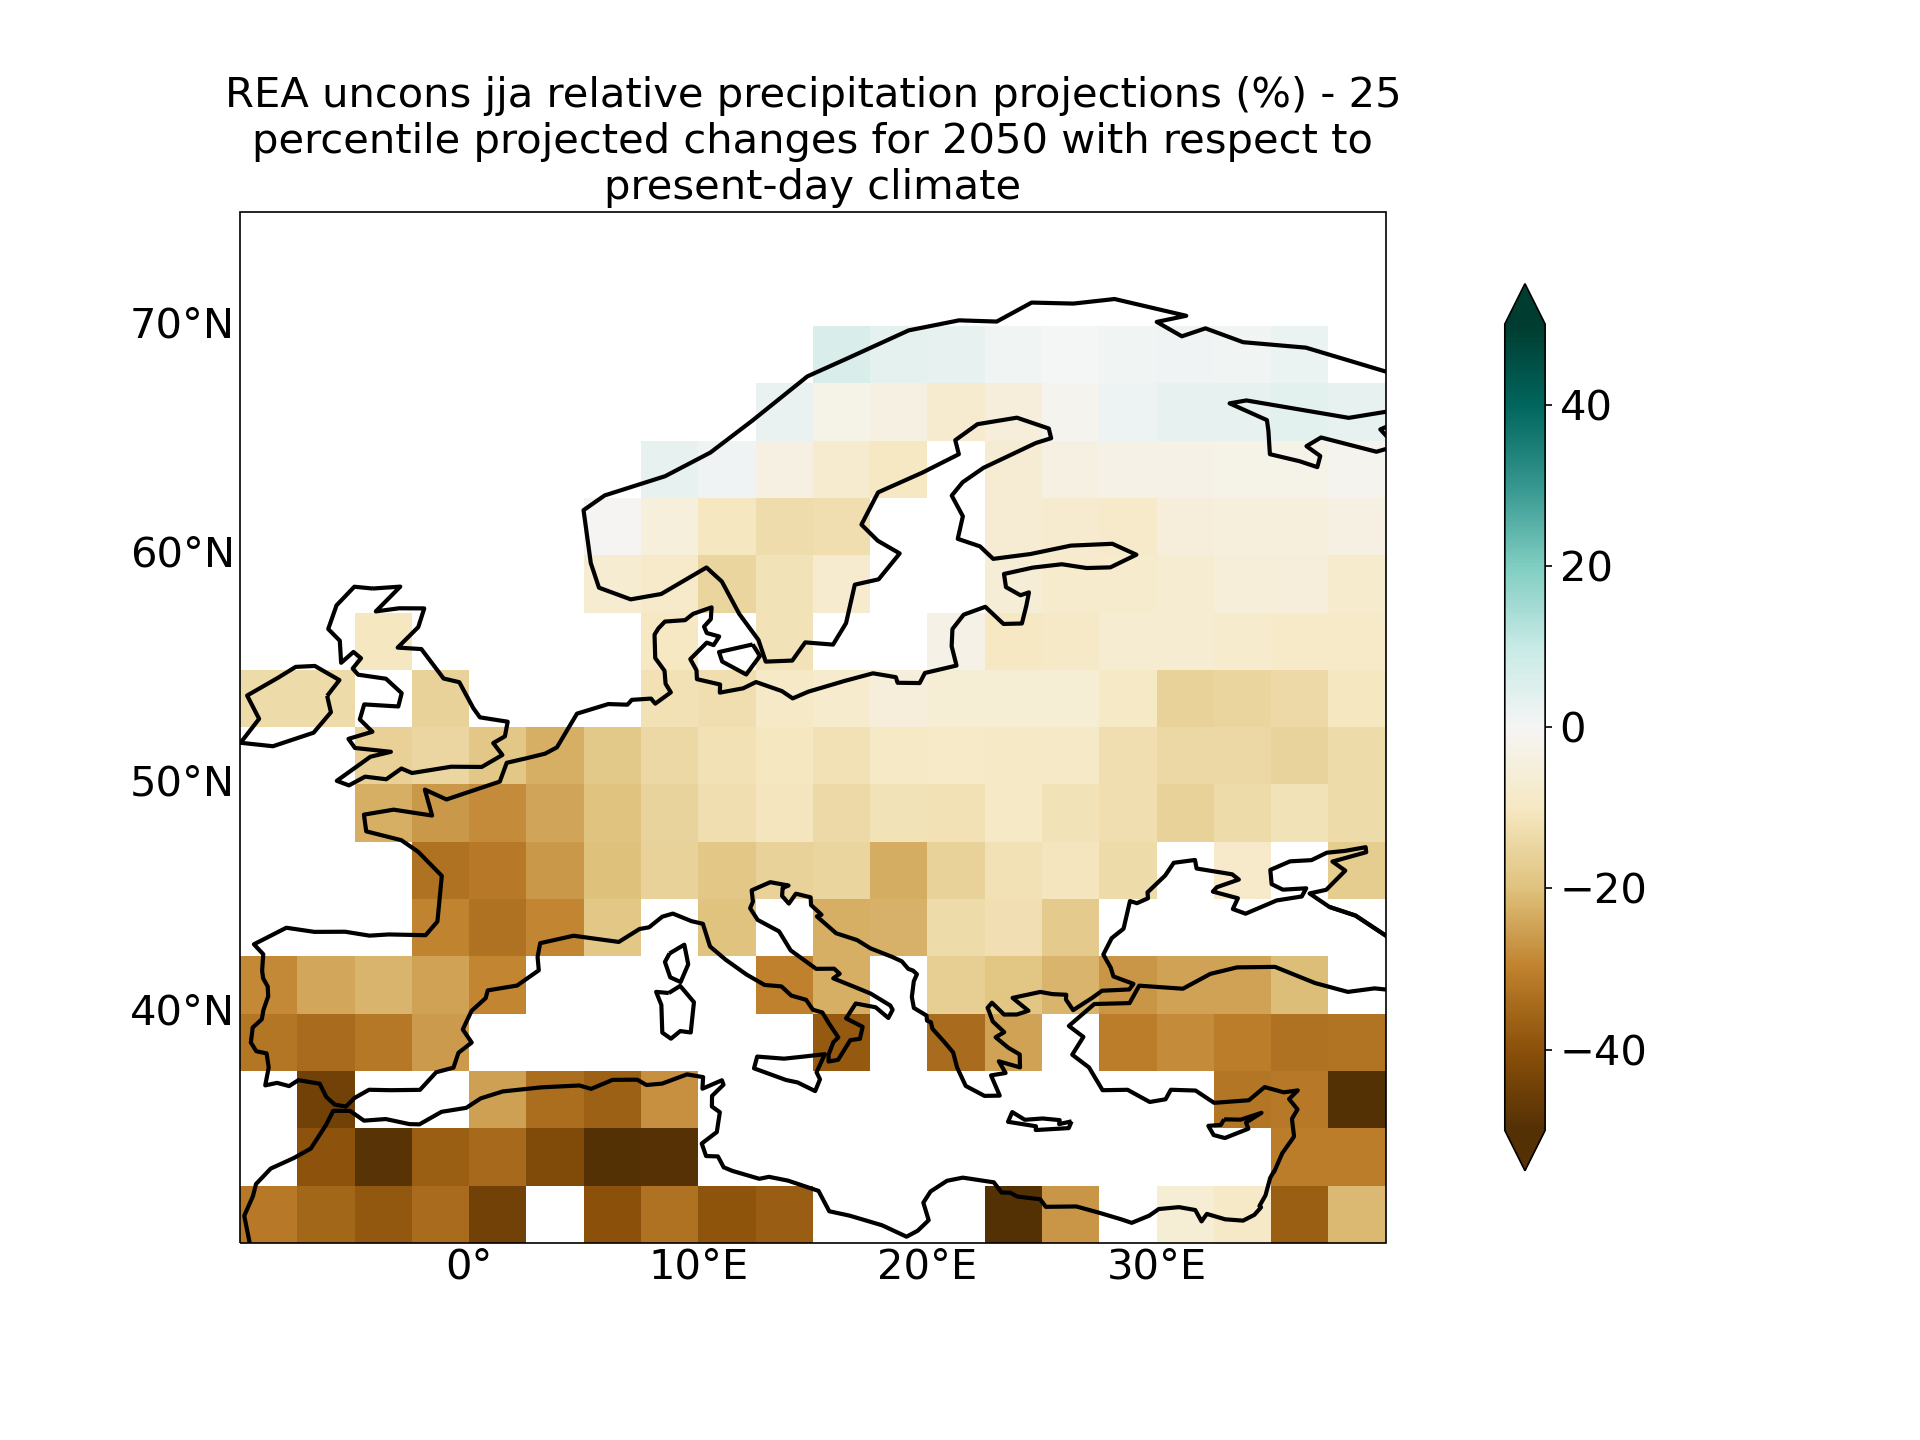 REA uncons jja relative precipitation projections (%) - 25
percentile projected changes for 2050 with respect to
present-day climate
70°N
60°N
50°N
40°N
0°
10°E
20°E
30°E
40
20
0
−20
−40